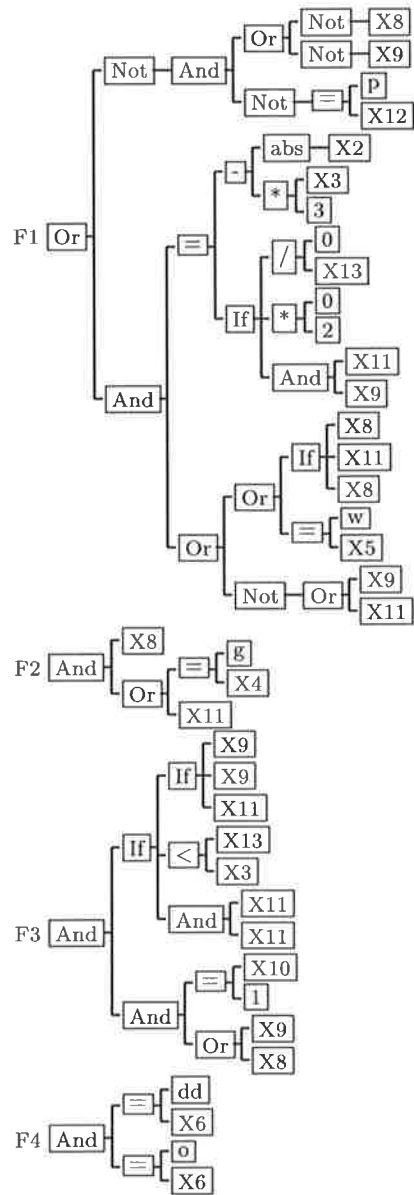 Not X8
Or
Not X9
Not And
p
Not =
X12
abs X2
-
X3
*
3
F1 Or
=
0
/
X13
0
If *
2
X11
And
X9
And
X8
If X11
X8
Or
w
=
X5
Or
X9
Not Or
X11
X8
F2 And
g
=
Or X4
X11
X9
If X9
X11
If
X13
<
X3
X11
And
X11
F3 And
X10
=
1
And
X9
Or
X8
dd
=
X6
F4 And
o
=
X6